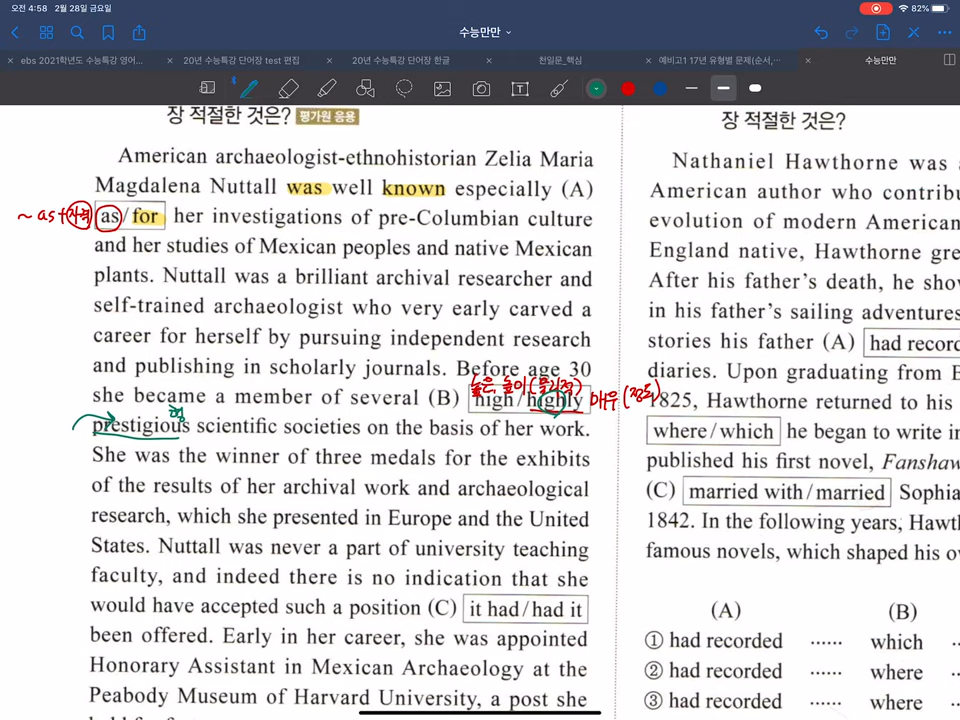 오전 4:58 2월 28일 금요일
82%
수능만만
ebs 2021학년도 수능특강 영어...
20년 수능특강 단어장 test 편집
20년 수능특강 단어장 한글
천일문_핵심
예비고1 17년 유형별 문제(순서,...
수능만만
장 적절한 것은? 평가원 응용
American archaeologist-ethnohistorian Zelia Maria
Magdalena Nuttall was well known especially (A)
~ as + 자격
as/for her investigations of pre-Columbian culture
and her studies of Mexican peoples and native Mexican
plants. Nuttall was a brilliant archival researcher and
self-trained archaeologist who very early carved a
career for herself by pursuing independent research
and publishing in scholarly journals. Before age 30
높은, 높이 (물리적)
she became a member of several (B) high/highly 매우 (정도)
형
prestigious scientific societies on the basis of her work.
She was the winner of three medals for the exhibits
of the results of her archival work and archaeological
research, which she presented in Europe and the United
States. Nuttall was never a part of university teaching
faculty, and indeed there is no indication that she
would have accepted such a position (C) it had/had it
been offered. Early in her career, she was appointed
Honorary Assistant in Mexican Archaeology at the
Peabody Museum of Harvard University, a post she
장 적절한 것은?
Nathaniel Hawthorne was
American author who contribu
evolution of modern American
England native, Hawthorne gre
After his father's death, he sho
in his father's sailing adventures
stories his father (A) had record
diaries. Upon graduating from B
1825, Hawthorne returned to his
where/which he began to write in
published his first novel, Fanshaw
(C) married with/married Sophia
1842. In the following years, Hawth
famous novels, which shaped his ov
(A) (B)
① had recorded ...... which
② had recorded ...... where
③ had recorded ...... where